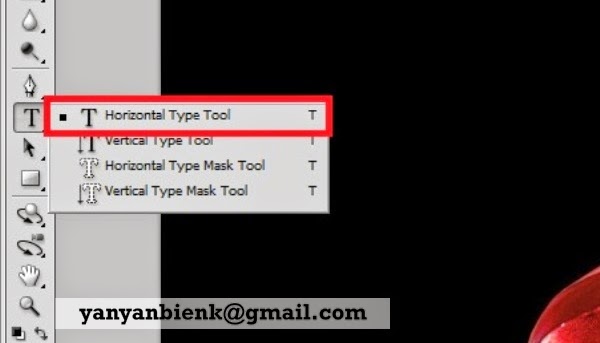 T
Horizontal Type Tool T
Vertical Type Tool T
Horizontal Type Mask Tool T
Vertical Type Mask Tool T
yanyanbienk@gmail.com